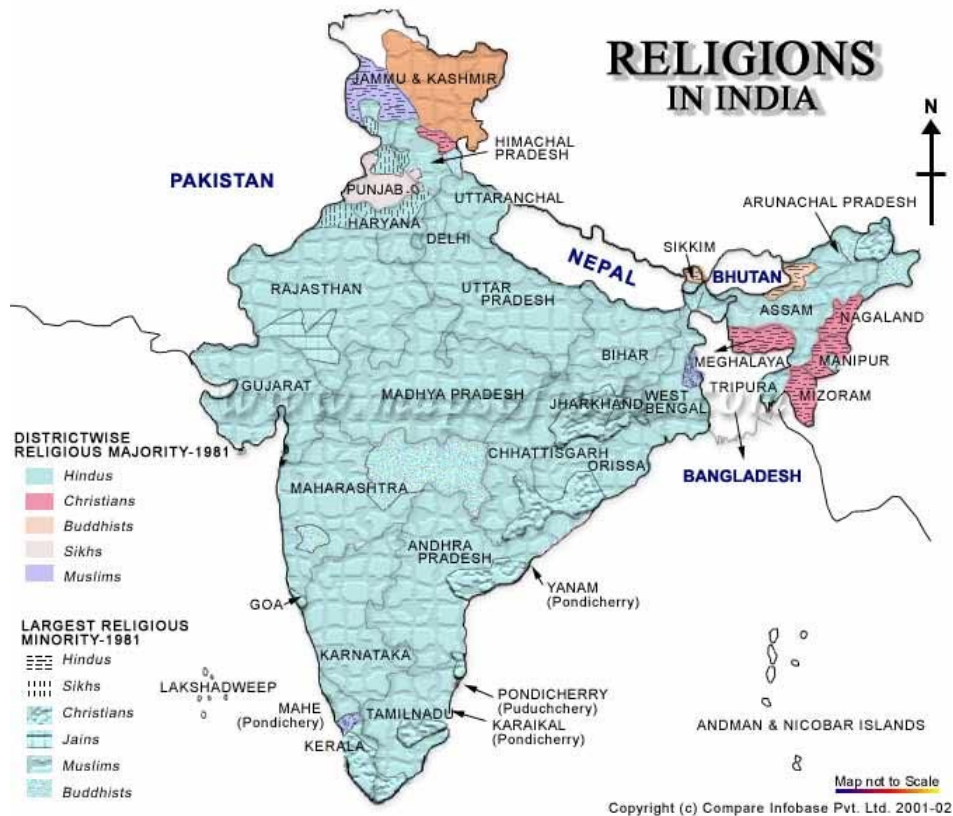 RELIGIONS
IN INDIA
N
JAMMU & KASHMIR
HIMACHAL
PRADESH
PAKISTAN
PUNJAB
UTTARANCHAL
ARUNACHAL PRADESH
HARYANA
DELHI
SIKKIM
NEPAL
BHUTAN
RAJASTHAN
UTTAR
PRADESH
ASSAM
NAGALAND
BIHAR
MEGHALAYA
MANIPUR
GUJARAT
MADHYA PRADESH
JHARKHAND
WEST
BENGAL
TRIPURA
MIZORAM
DISTRICTWISE
RELIGIOUS MAJORITY-1981
Hindus
Christians
Buddhists
Sikhs
Muslims
CHHATTISGARH
ORISSA
BANGLADESH
MAHARASHTRA
ANDHRA
PRADESH
YANAM
(Pondicherry)
GOA
LARGEST RELIGIOUS
MINORITY-1981
Hindus
Sikhs
Christians
Jains
Muslims
Buddhists
KARNATAKA
LAKSHADWEEP
MAHE
(Pondichery)
TAMILNADU
PONDICHERRY
(Puduchery)
KARAIKAL
(Pondicherry)
KERALA
ANDMAN & NICOBAR ISLANDS
Map not to Scale
Copyright (c) Compare Infobase Pvt. Ltd. 2001-02